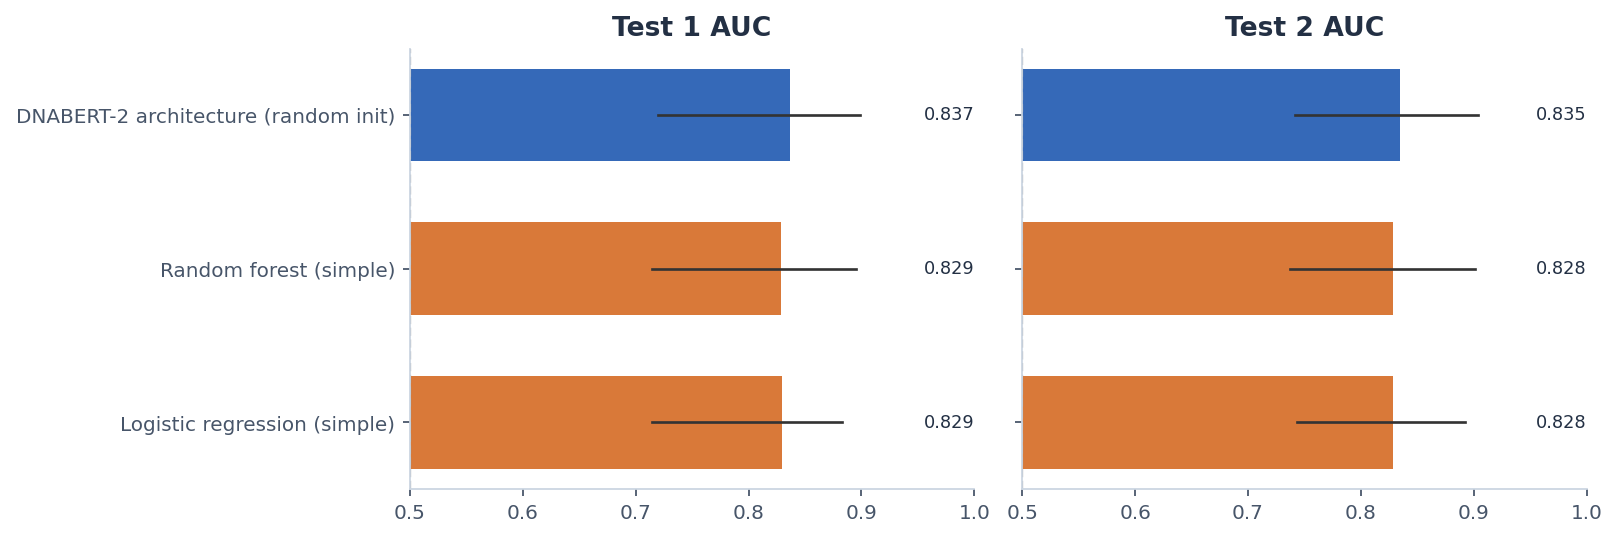 Test 1 AUC
Test 2 AUC
DNABERT-2 architecture (random init)
0.837
0.835
Random forest (simple)
0.829
0.828
Logistic regression (simple)
0.829
0.828
0.5 0.6 0.7 0.8 0.9 1.0
0.5 0.6 0.7 0.8 0.9 1.0